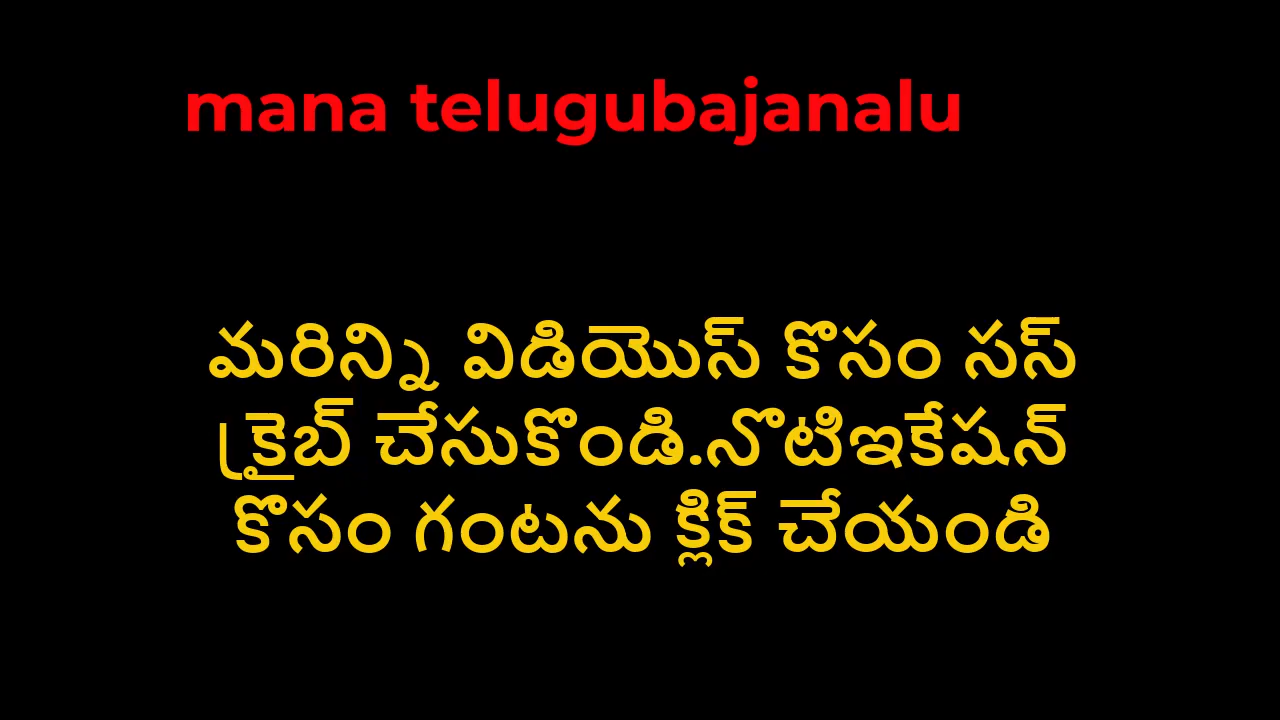 mana telugubajanalu
మరిన్ని విడియొస్ కొసం సస్
క్రైబ్ చేసుకొండి.నొటిఇకేషన్
కొసం గంటను క్లిక్ చేయండి